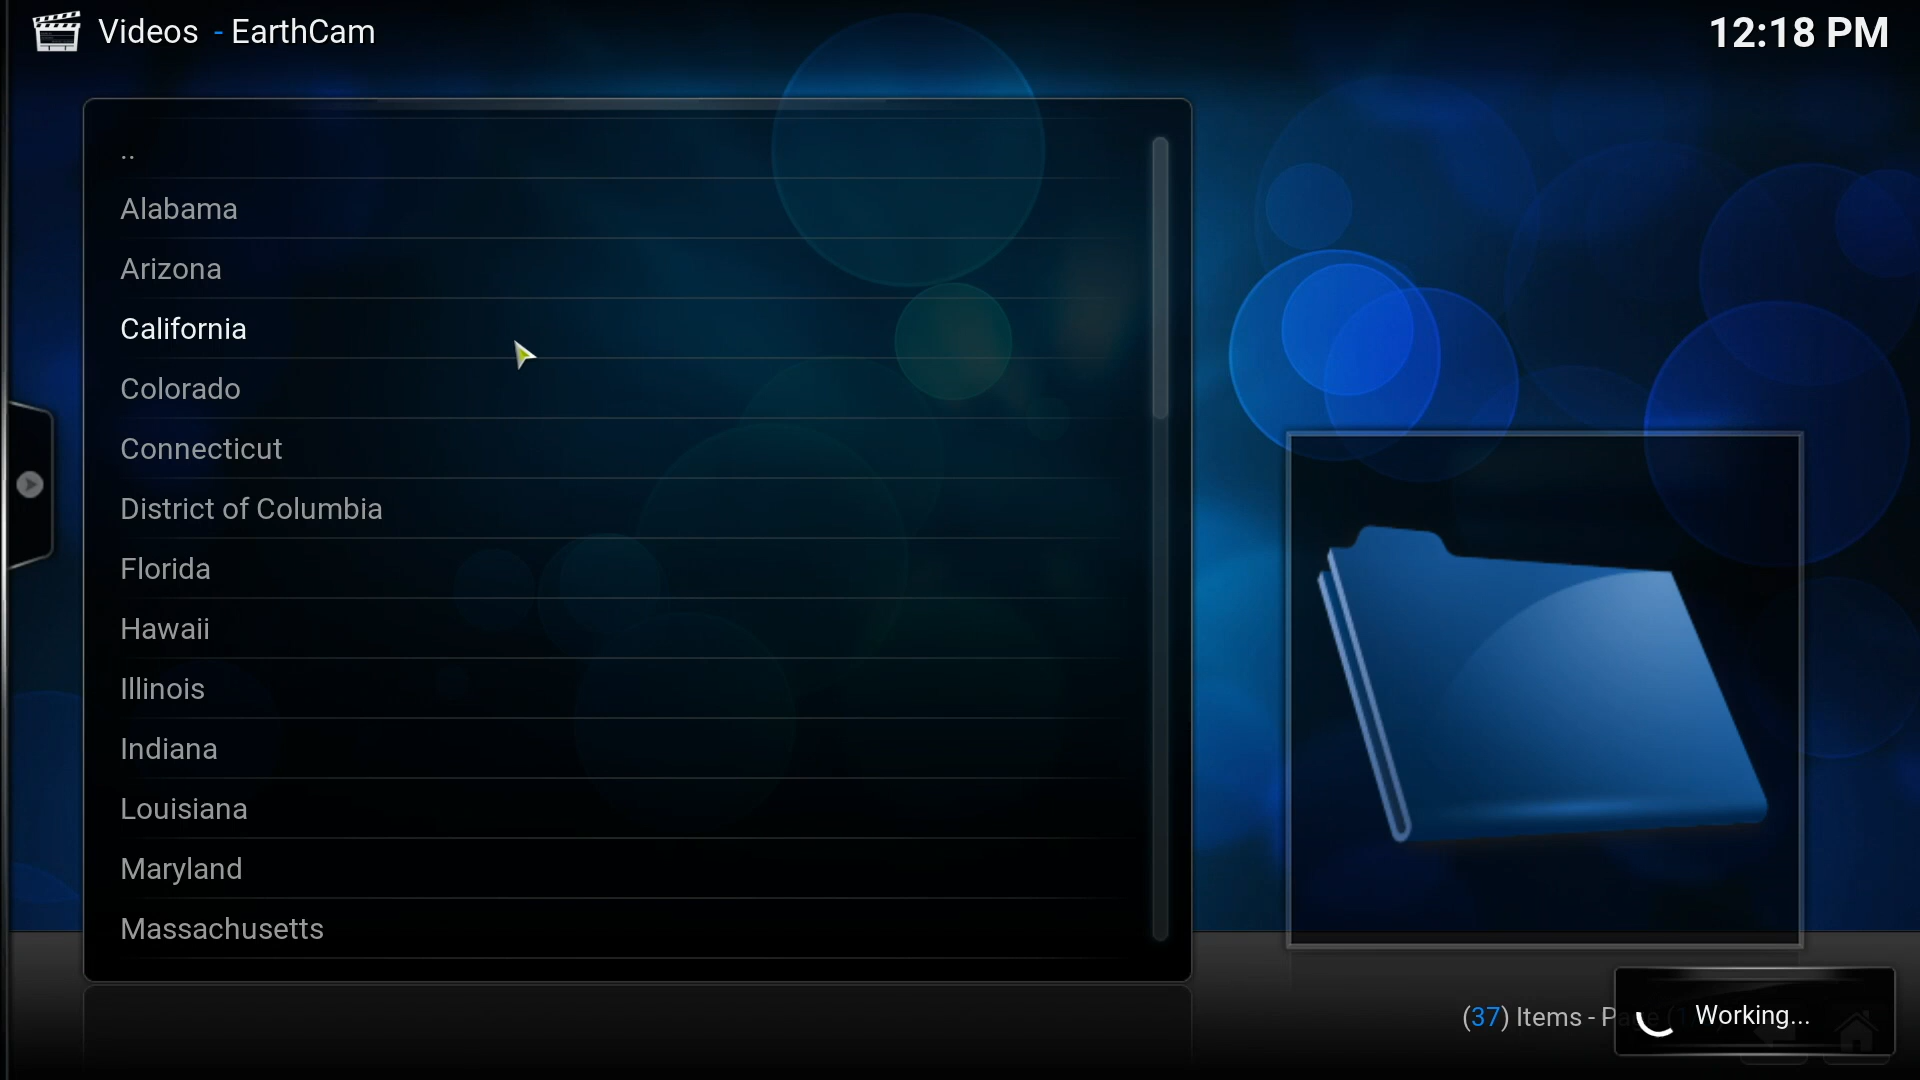 Videos - EarthCam
12:18 PM
..
Alabama
Arizona
California
Colorado
Connecticut
District of Columbia
Florida
Hawaii
Illinois
Indiana
Louisiana
Maryland
Massachusetts
(37) Items -
Working...